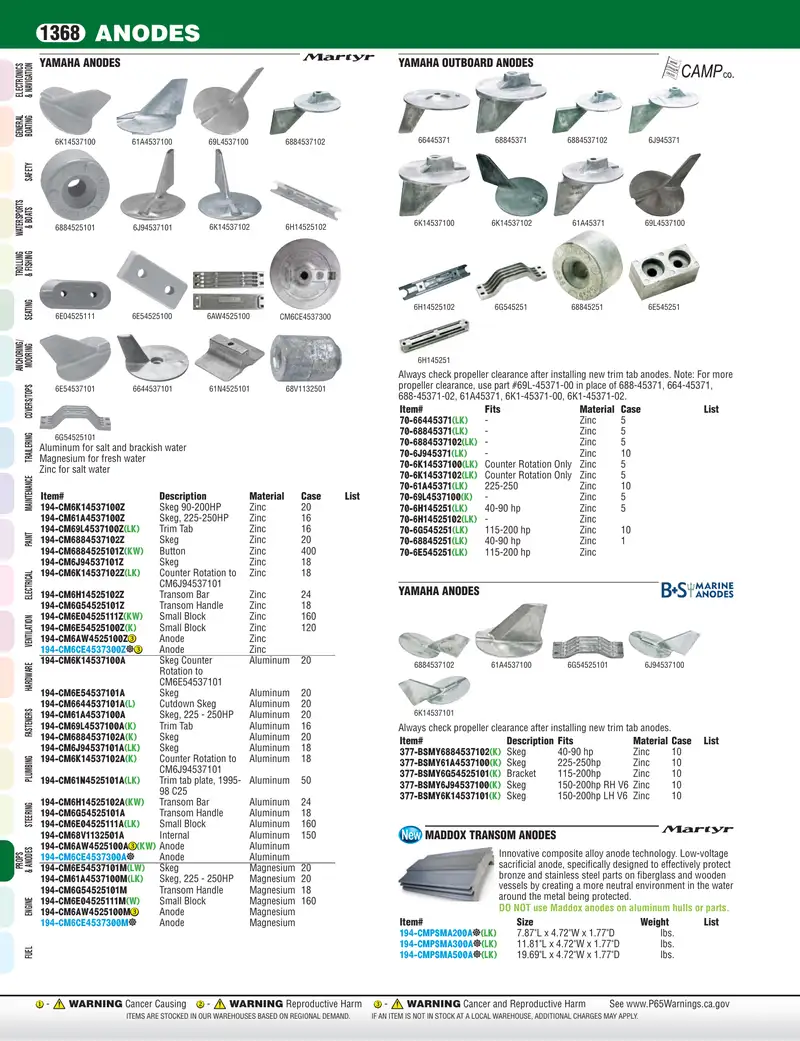 1368 ANODES
ELECTRONICS & NAVIGATION
GENERAL BOATING
SAFETY
WATERSPORTS & BOATS
TROLLING & FISHING
SEATING
ANCHORING/ MOORING
COVERS/TOPS
TRAILERING
MAINTENANCE
PAINT
ELECTRICAL
VENTILATION
HARDWARE
FASTENERS
PLUMBING
STEERING
PROPS & ANODES
ENGINE
FUEL
YAMAHA ANODES Martyr
6K14537100 61A4537100 69L4537100 6884537102
6884525101 6J94537101 6K14537102 6H14525102
6E04525111 6E54525100 6AW4525100 CM6CE4537300
6E54537101 6644537101 61N4525101 68V1132501
6G54525101
Aluminum for salt and brackish water
Magnesium for fresh water
Zinc for salt water
Item# Description Material Case List
194-CM6K14537100Z Skeg 90-200HP Zinc 20
194-CM61A4537100Z Skeg, 225-250HP Zinc 16
194-CM69L4537100Z(LK) Trim Tab Zinc 16
194-CM6884537102Z Skeg Zinc 20
194-CM6884525101Z(KW) Button Zinc 400
194-CM6J94537101Z Skeg Zinc 18
194-CM6K14537102Z(LK) Counter Rotation to Zinc 18
CM6J94537101
194-CM6H14525102Z Transom Bar Zinc 24
194-CM6G54525101Z Transom Handle Zinc 18
194-CM6E04525111Z(KW) Small Block Zinc 160
194-CM6E54525100Z(K) Small Block Zinc 120
194-CM6AW4525100Z 3 Anode Zinc
194-CM6CE4537300Z 3 Anode Zinc
194-CM6K14537100A Skeg Counter Aluminum 20
Rotation to
CM6E54537101
194-CM6E54537101A Skeg Aluminum 20
194-CM6644537101A(L) Cutdown Skeg Aluminum 20
194-CM61A4537100A Skeg, 225 - 250HP Aluminum 20
194-CM69L4537100A(K) Trim Tab Aluminum 16
194-CM6884537102A(K) Skeg Aluminum 20
194-CM6J94537101A(LK) Skeg Aluminum 18
194-CM6K14537102A(K) Counter Rotation to Aluminum 18
CM6J94537101
194-CM61N4525101A(LK) Trim tab plate, 1995- Aluminum 50
98 C25
194-CM6H14525102A(KW) Transom Bar Aluminum 24
194-CM6G54525101A Transom Handle Aluminum 18
194-CM6E04525111A(LK) Small Block Aluminum 160
194-CM68V1132501A Internal Aluminum 150
194-CM6AW4525100A 3 (KW) Anode Aluminum
194-CM6CE4537300A Anode Aluminum
194-CM6E54537101M(LW) Skeg Magnesium 20
194-CM61A4537100M(LK) Skeg, 225 - 250HP Magnesium 20
194-CM6G54525101M Transom Handle Magnesium 18
194-CM6E04525111M(W) Small Block Magnesium 160
194-CM6AW4525100M 3 Anode Magnesium
194-CM6CE4537300M Anode Magnesium
YAMAHA OUTBOARD ANODES CAMP CO.
66445371 68845371 6884537102 6J945371
6K14537100 6K14537102 61A45371 69L4537100
6H14525102 6G545251 68845251 6E545251
6H145251
Always check propeller clearance after installing new trim tab anodes. Note: For more
propeller clearance, use part #69L-45371-00 in place of 688-45371, 664-45371,
688-45371-02, 61A45371, 6K1-45371-00, 6K1-45371-02.
Item# Fits Material Case List
70-66445371(LK) - Zinc 5
70-68845371(LK) - Zinc 5
70-6884537102(LK) - Zinc 5
70-6J945371(LK) - Zinc 10
70-6K14537100(LK) Counter Rotation Only Zinc 5
70-6K14537102(LK) Counter Rotation Only Zinc 5
70-61A45371(LK) 225-250 Zinc 10
70-69L4537100(K) - Zinc 5
70-6H145251(LK) 40-90 hp Zinc 5
70-6H14525102(LK) - Zinc
70-6G545251(LK) 115-200 hp Zinc 10
70-68845251(LK) 40-90 hp Zinc 1
70-6E545251(LK) 115-200 hp Zinc
YAMAHA ANODES B+S MARINE ANODES
6884537102 61A4537100 6G54525101 6J94537100
6K14537101
Always check propeller clearance after installing new trim tab anodes.
Item# Description Fits Material Case List
377-BSMY6884537102(K) Skeg 40-90 hp Zinc 10
377-BSMY61A4537100(K) Skeg 225-250hp Zinc 10
377-BSMY6G54525101(K) Bracket 115-200hp Zinc 10
377-BSMY6J94537100(K) Skeg 150-200hp RH V6 Zinc 10
377-BSMY6K14537101(K) Skeg 150-200hp LH V6 Zinc 10
New MADDOX TRANSOM ANODES Martyr
Innovative composite alloy anode technology. Low-voltage
sacrificial anode, specifically designed to effectively protect
bronze and stainless steel parts on fiberglass and wooden
vessels by creating a more neutral environment in the water
around the metal being protected.
DO NOT use Maddox anodes on aluminum hulls or parts.
Item# Size Weight List
194-CMPSMA200A(LK) 7.87"L x 4.72"W x 1.77"D lbs.
194-CMPSMA300A(LK) 11.81"L x 4.72"W x 1.77"D lbs.
194-CMPSMA500A(LK) 19.69"L x 4.72"W x 1.77"D lbs.
1 - WARNING Cancer Causing 2 - WARNING Reproductive Harm 3 - WARNING Cancer and Reproductive Harm See www.P65Warnings.ca.gov
ITEMS ARE STOCKED IN OUR WAREHOUSES BASED ON REGIONAL DEMAND. IF AN ITEM IS NOT IN STOCK AT A LOCAL WAREHOUSE, ADDITIONAL CHARGES MAY APPLY.